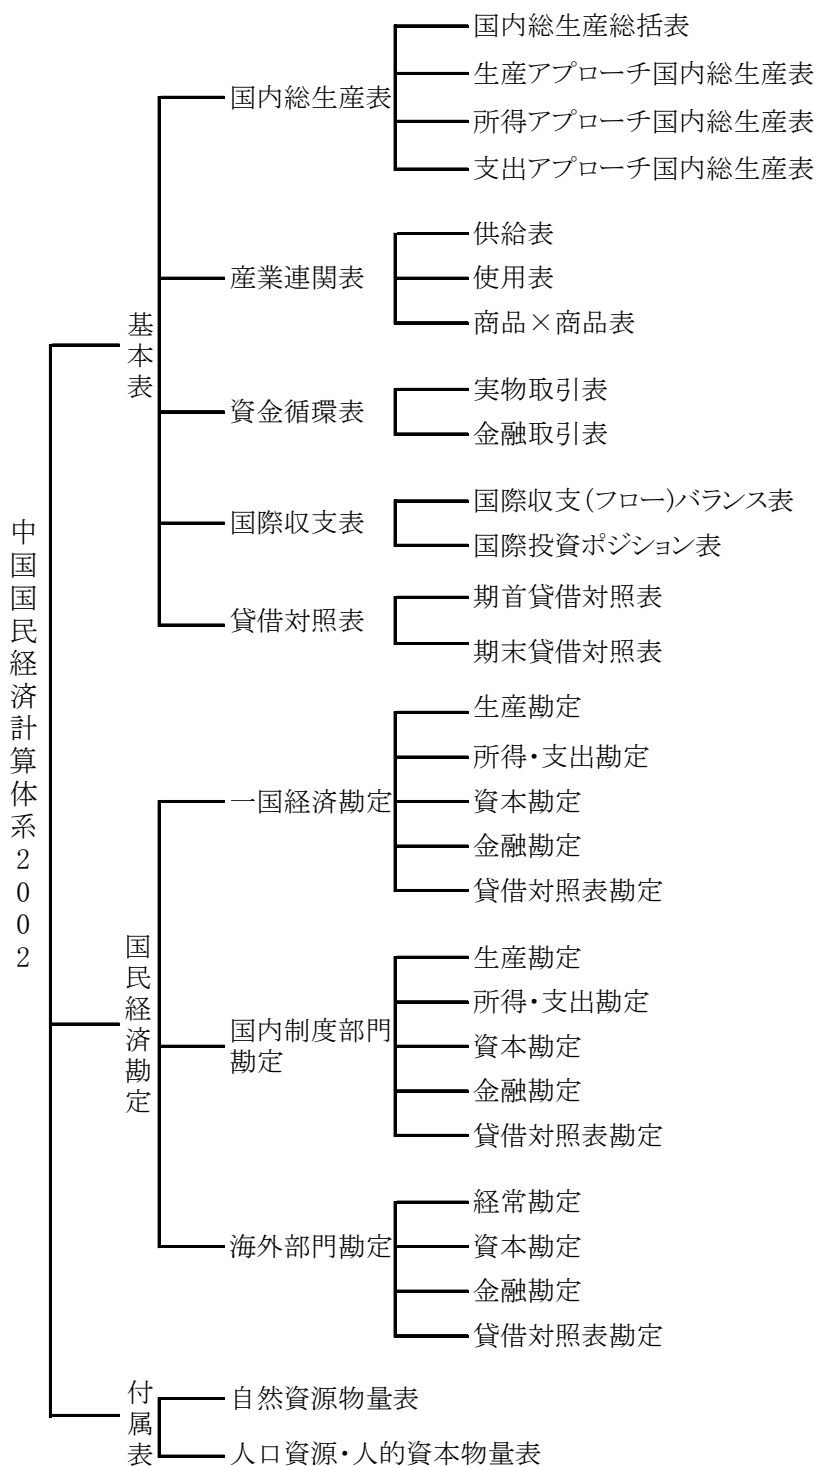 中国国民経済計算体系2002
基本表
国内総生産表
国内総生産総括表
生産アプローチ国内総生産表
所得アプローチ国内総生産表
支出アプローチ国内総生産表
産業連関表
供給表
使用表
商品×商品表
資金循環表
実物取引表
金融取引表
国際収支表
国際収支(フロー)バランス表
国際投資ポジション表
貸借対照表
期首貸借対照表
期末貸借対照表
国民経済勘定
一国経済勘定
生産勘定
所得・支出勘定
資本勘定
金融勘定
貸借対照表勘定
国内制度部門
勘定
生産勘定
所得・支出勘定
資本勘定
金融勘定
貸借対照表勘定
海外部門勘定
経常勘定
資本勘定
金融勘定
貸借対照表勘定
付属表
自然資源物量表
人口資源・人的資本物量表